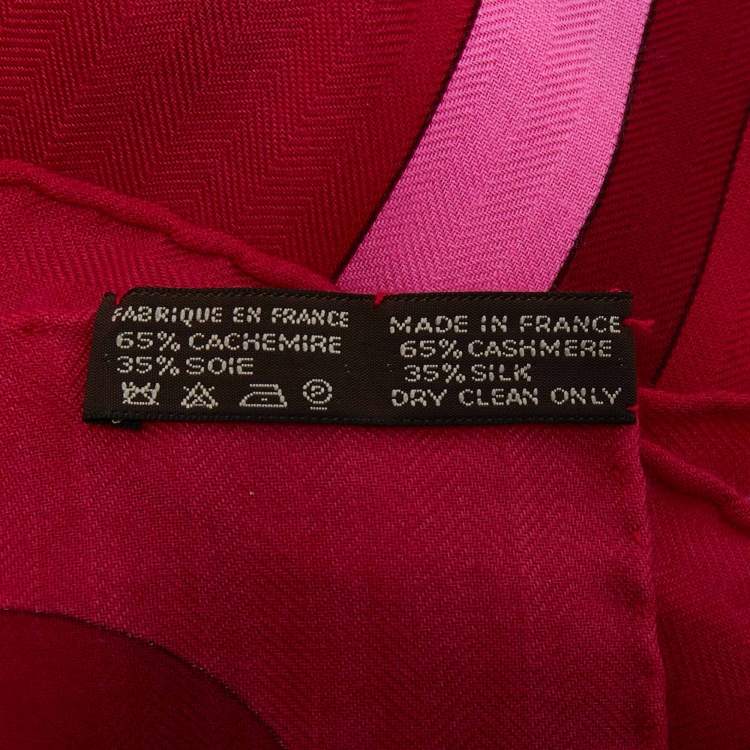 FABRIQUE EN FRANCE
65% CACHEMIRE
35% SOIE
P
MADE IN FRANCE
65% CASHMERE
35% SILK
DRY CLEAN ONLY